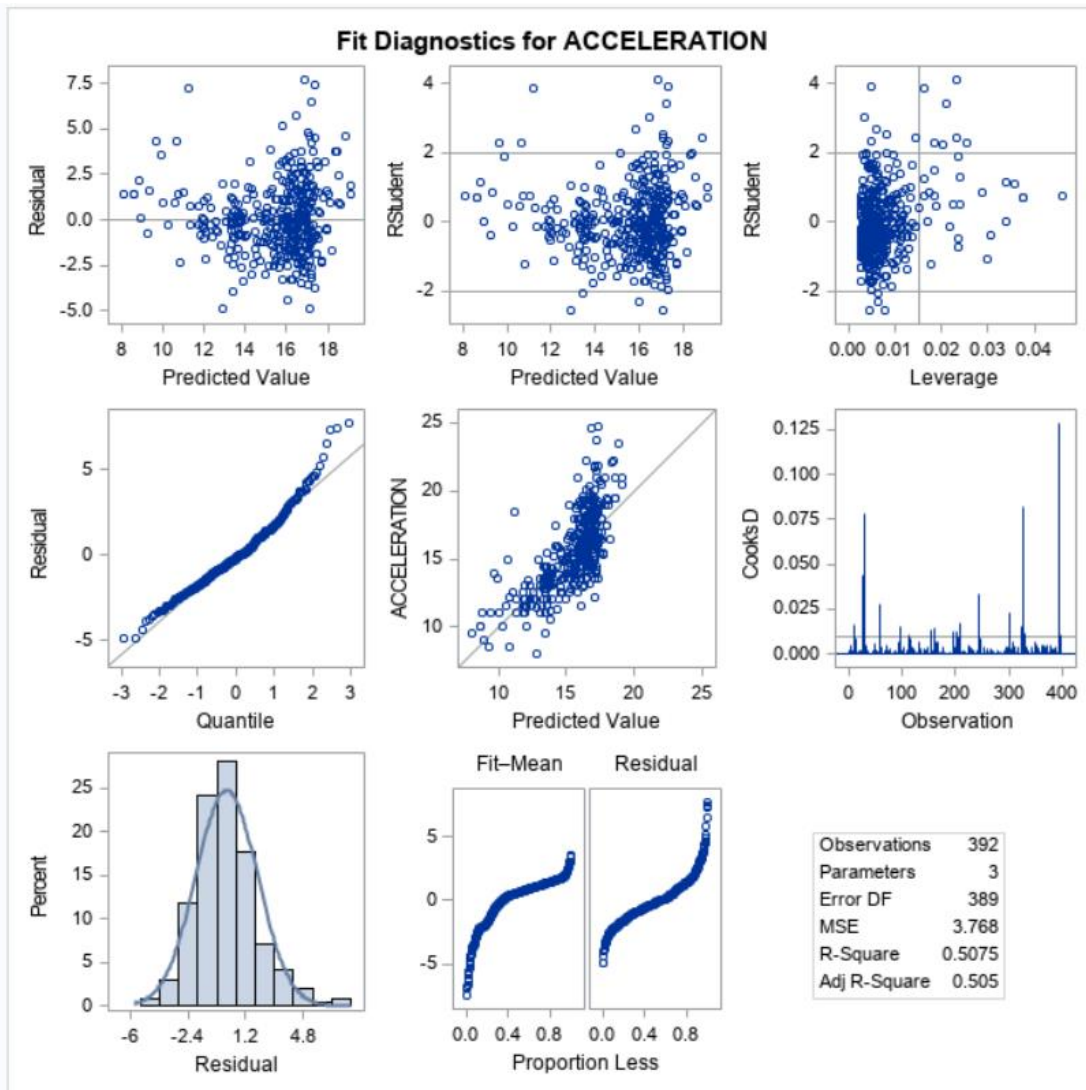 Fit Diagnostics for ACCELERATION
7.5
5.0
2.5
0.0
-2.5
-5.0
Residual
8 10 12 14 16 18
Predicted Value
4
2
0
-2
RStudent
8 10 12 14 16 18
Predicted Value
4
2
0
-2
RStudent
0.00 0.01 0.02 0.03 0.04
Leverage
5
0
-5
Residual
-3 -2 -1 0 1 2 3
Quantile
25
20
15
10
ACCELERATION
10 15 20 25
Predicted Value
0.125
0.100
0.075
0.050
0.025
0.000
Cook's D
0 100 200 300 400
Observation
25
20
15
10
5
0
Percent
-6 -2.4 1.2 4.8
Residual
Fit–Mean Residual
5
0
-5
0.0 0.4 0.8 0.0 0.4 0.8
Proportion Less
Observations 392
Parameters 3
Error DF 389
MSE 3.768
R-Square 0.5075
Adj R-Square 0.505